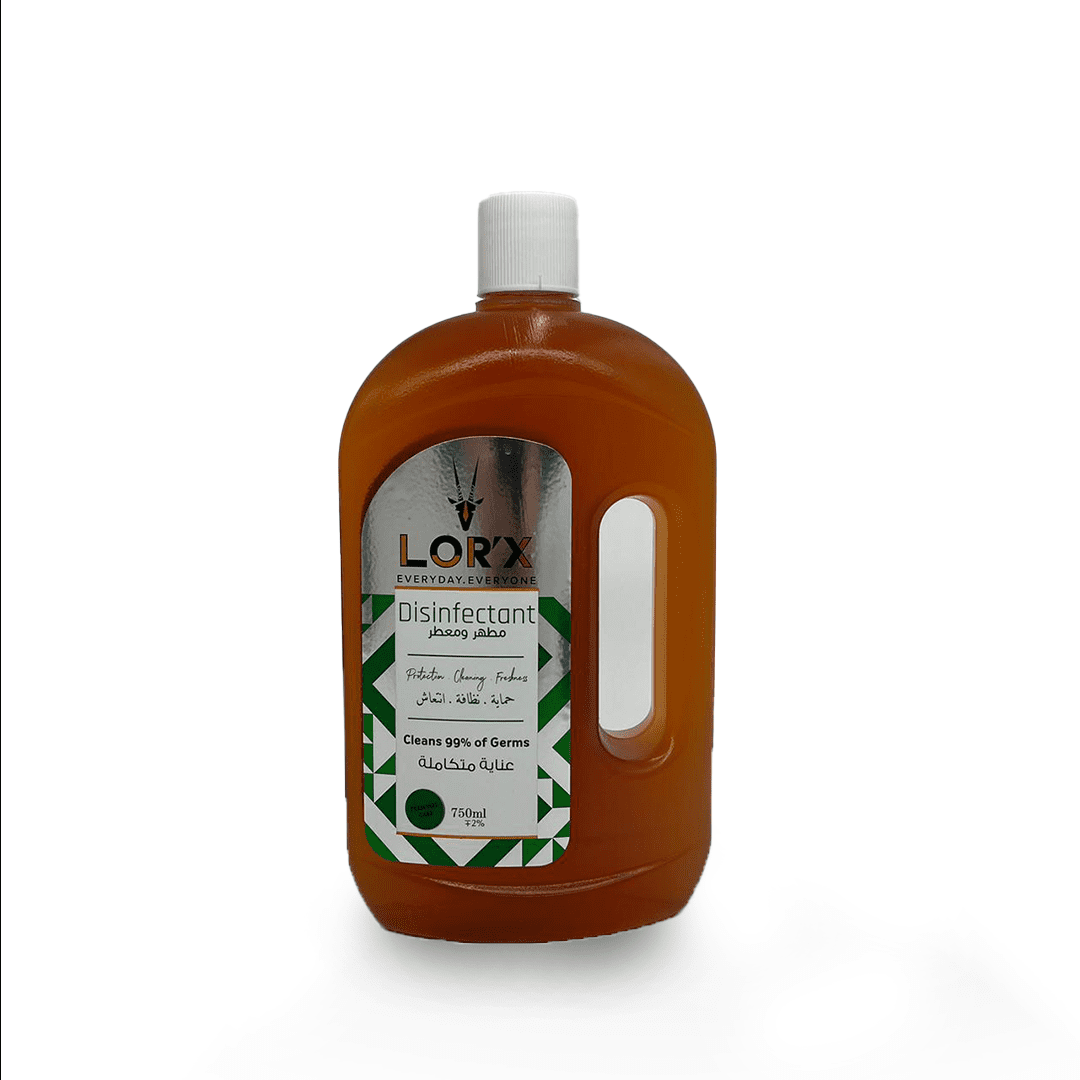 LOR'X
EVERYDAY.EVERYONE
Disinfectant
مطهر ومعطر
Protection . Cleaning . Freshness
حماية . نظافة . انتعاش
Cleans 99% of Germs
عناية متكاملة
750ml
∓2%